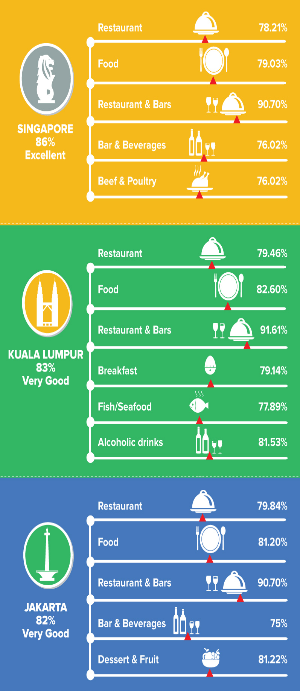 Restaurant 78.21%
Food 79.03%
Restaurant & Bars 90.70%
SINGAPORE
86%
Excellent
Bar & Beverages 76.02%
Beef & Poultry 76.02%
Restaurant 79.46%
Food 82.60%
Restaurant & Bars 91.61%
KUALA LUMPUR
83%
Very Good
Breakfast 79.14%
Fish/Seafood 77.89%
Alcoholic drinks 81.53%
Restaurant 79.84%
Food 81.20%
Restaurant & Bars 90.70%
JAKARTA
82%
Very Good
Bar & Beverages 75%
Dessert & Fruit 81.22%